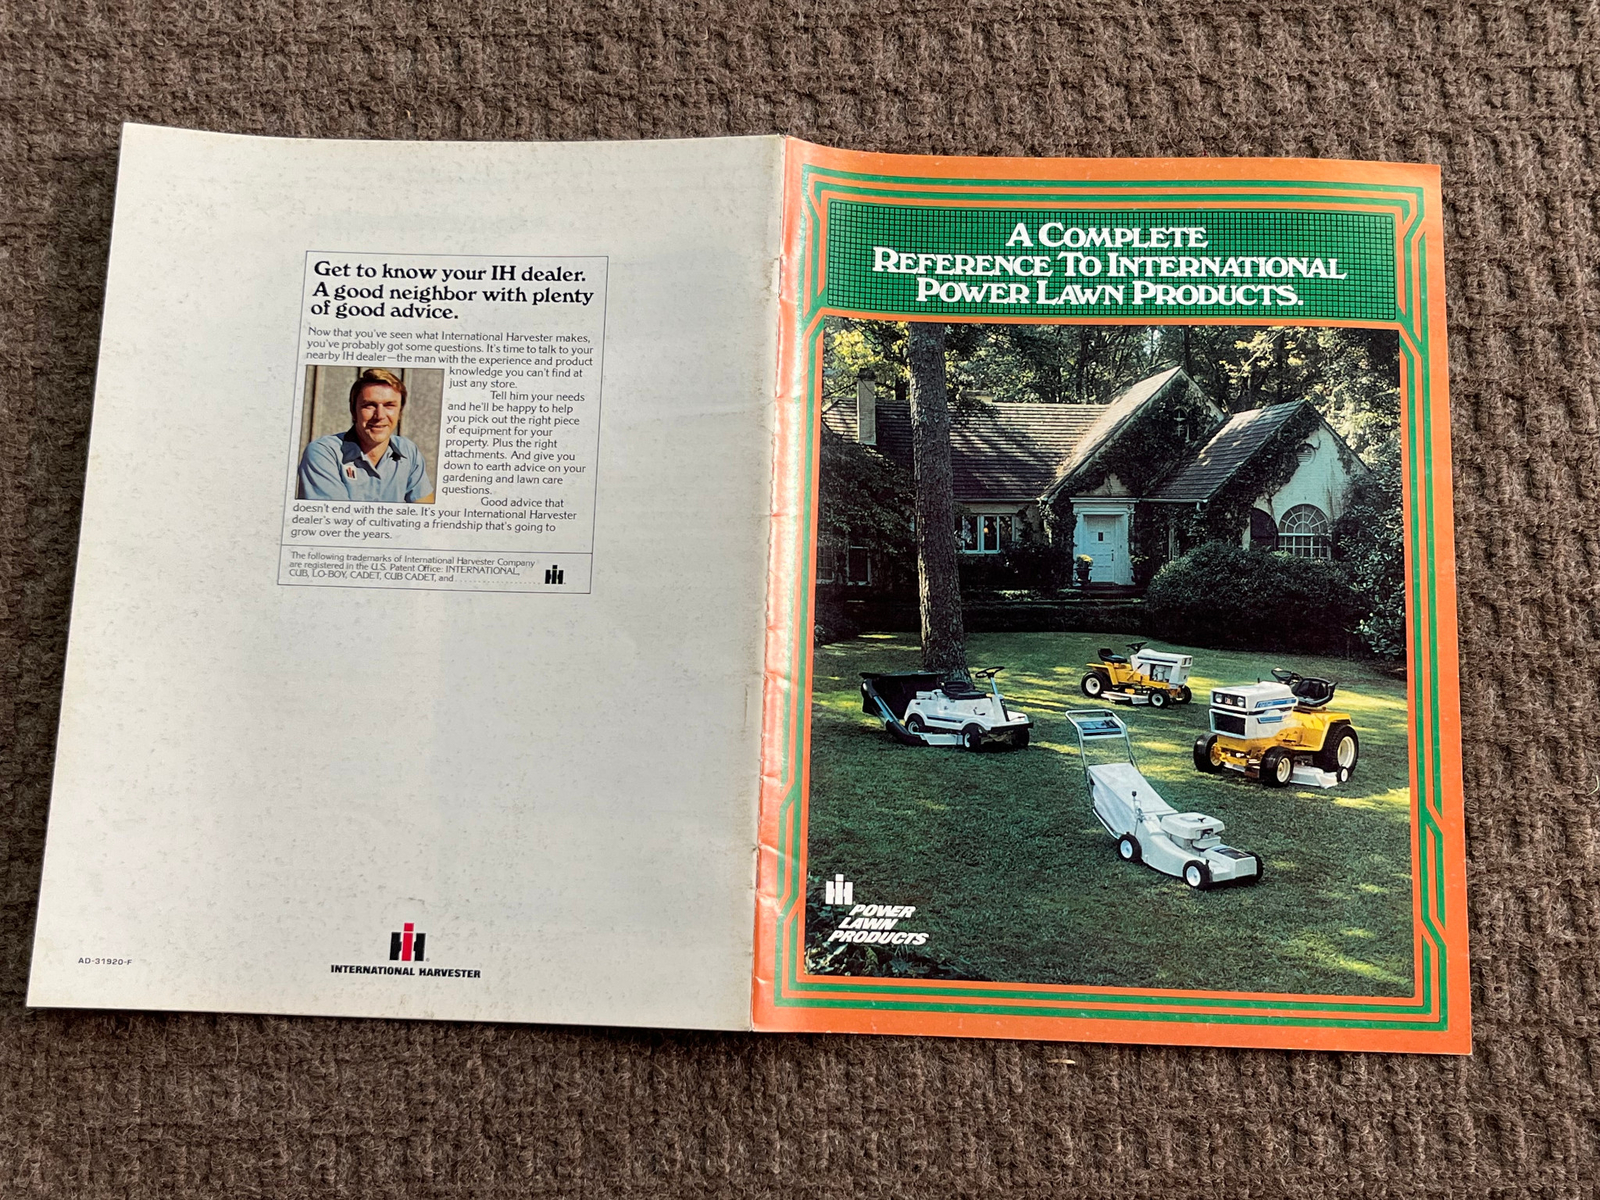 Get to know your IH dealer.
A good neighbor with plenty
of good advice.
Now that you've seen what International Harvester makes,
you've probably got some questions. It's time to talk to your
nearby IH dealer—the man with the experience and product
knowledge you can't find at
just any store.
Tell him your needs
and he'll be happy to help
you pick out the right piece
of equipment for your
property. Plus the right
attachments. And give you
down to earth advice on your
gardening and lawn care
questions.
Good advice that
doesn't end with the sale. It's your International Harvester
dealer's way of cultivating a friendship that's going to
grow over the years.
The following trademarks of International Harvester Company
are registered in the U.S. Patent Office: INTERNATIONAL,
CUB, LO-BOY, CADET, CUB CADET, and
AD-31920-F
INTERNATIONAL HARVESTER
A COMPLETE
REFERENCE TO INTERNATIONAL
POWER LAWN PRODUCTS.
POWER
LAWN
PRODUCTS